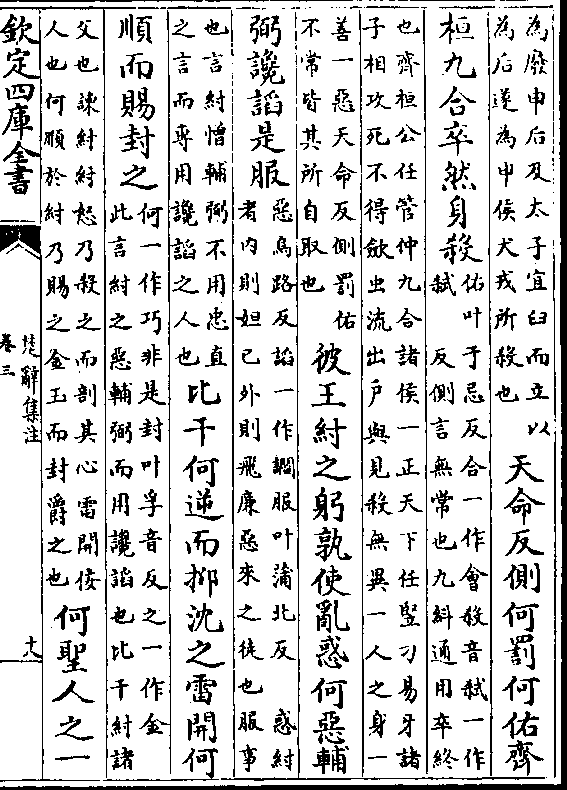 為廢申后及太子宜臼而立以
為后遂為申侯犬戎所殺也
天命反側何罰何佑齊
桓九合卒然身殺
佑叶于忌反合一作會殺音弒一作
弒　反側言無常也九糾通用卒終
也齊桓公任管仲九合諸侯一正天下任豎刁易牙諸
子相攻死不得斂虫流出戶與見殺無異一人之身一
善一惡天命反側罰佑
不常皆其所自取也
彼王紂之躬孰使亂惑何惡輔
弼讒諂是服
惡烏路反諂一作讇服叶蒲北反　惑紂
者内則妲己外則飛廉惡來之徒也服事
也言紂憎輔弼不用忠直
之言而專用讒諂之人也
比干何逆而抑沈之雷開何
順而賜封之
何一作巧非是封叶孚音反之一作金
此言紂之惡輔弼而用讒諂也比干紂諸
父也諫紂紂怒乃殺之而剖其心雷開佞
人也何順於紂乃賜之金玉而封爵之也
何聖人之一
欽定四庫全書
楚辭集注
卷三
十八